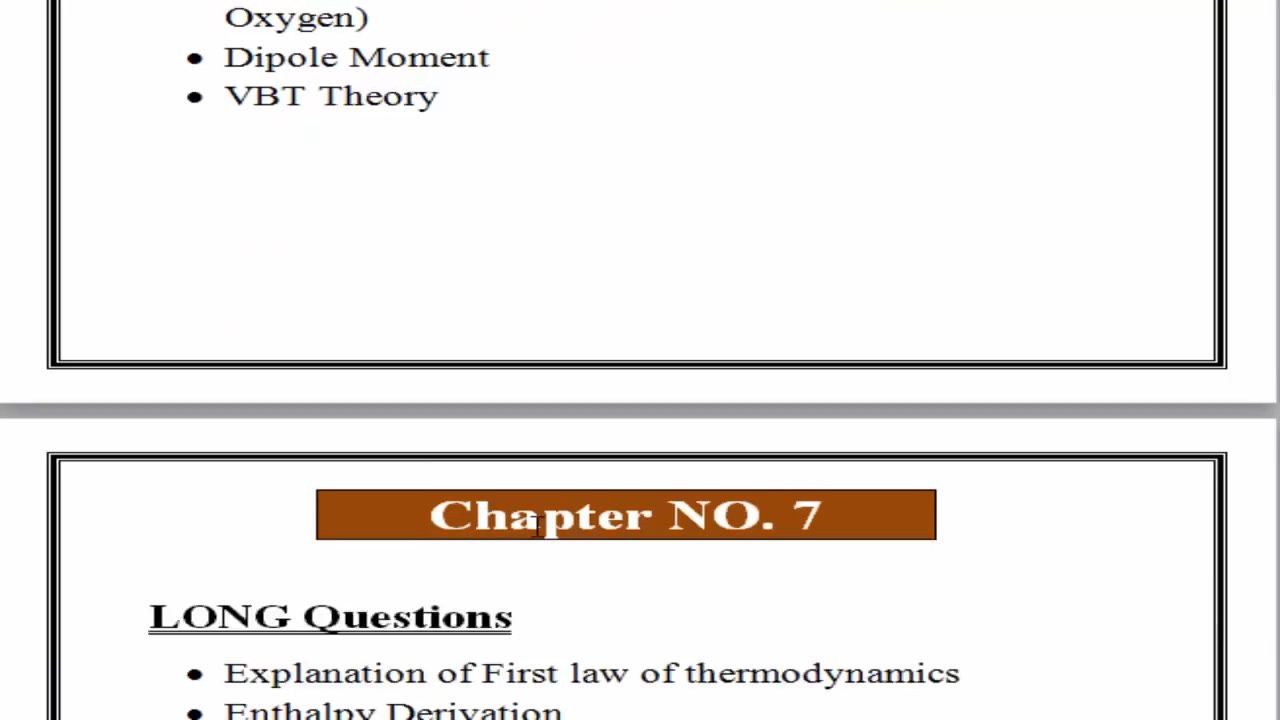 Oxygen)
• Dipole Moment
• VBT Theory
Chapter NO. 7
LONG Questions
• Explanation of First law of thermodynamics
• Enthalpy Derivation